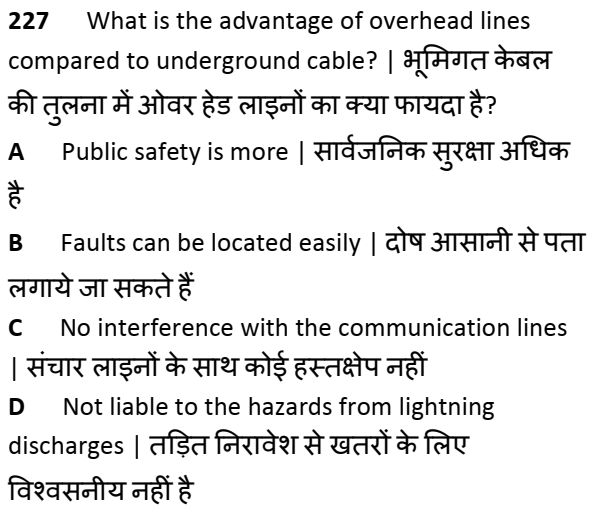 227 What is the advantage of overhead lines
compared to underground cable? | भूमिगत केबल
की तुलना में ओवर हेड लाइनों का क्या फायदा है?
A Public safety is more | सार्वजनिक सुरक्षा अधिक
है
B Faults can be located easily | दोष आसानी से पता
लगाये जा सकते हैं
C No interference with the communication lines
| संचार लाइनों के साथ कोई हस्तक्षेप नहीं
D Not liable to the hazards from lightning
discharges | तड़ित निरावेश से खतरों के लिए
विश्वसनीय नहीं है